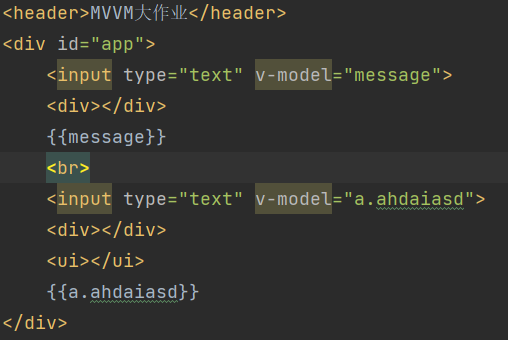 <header>MVVM大作业</header>
<div id="app">
<input type="text" v-model="message">
<div></div>
{{message}}
<br>
<input type="text" v-model="a.ahdaiasd">
<div></div>
<ui></ui>
{{a.ahdaiasd}}
</div>